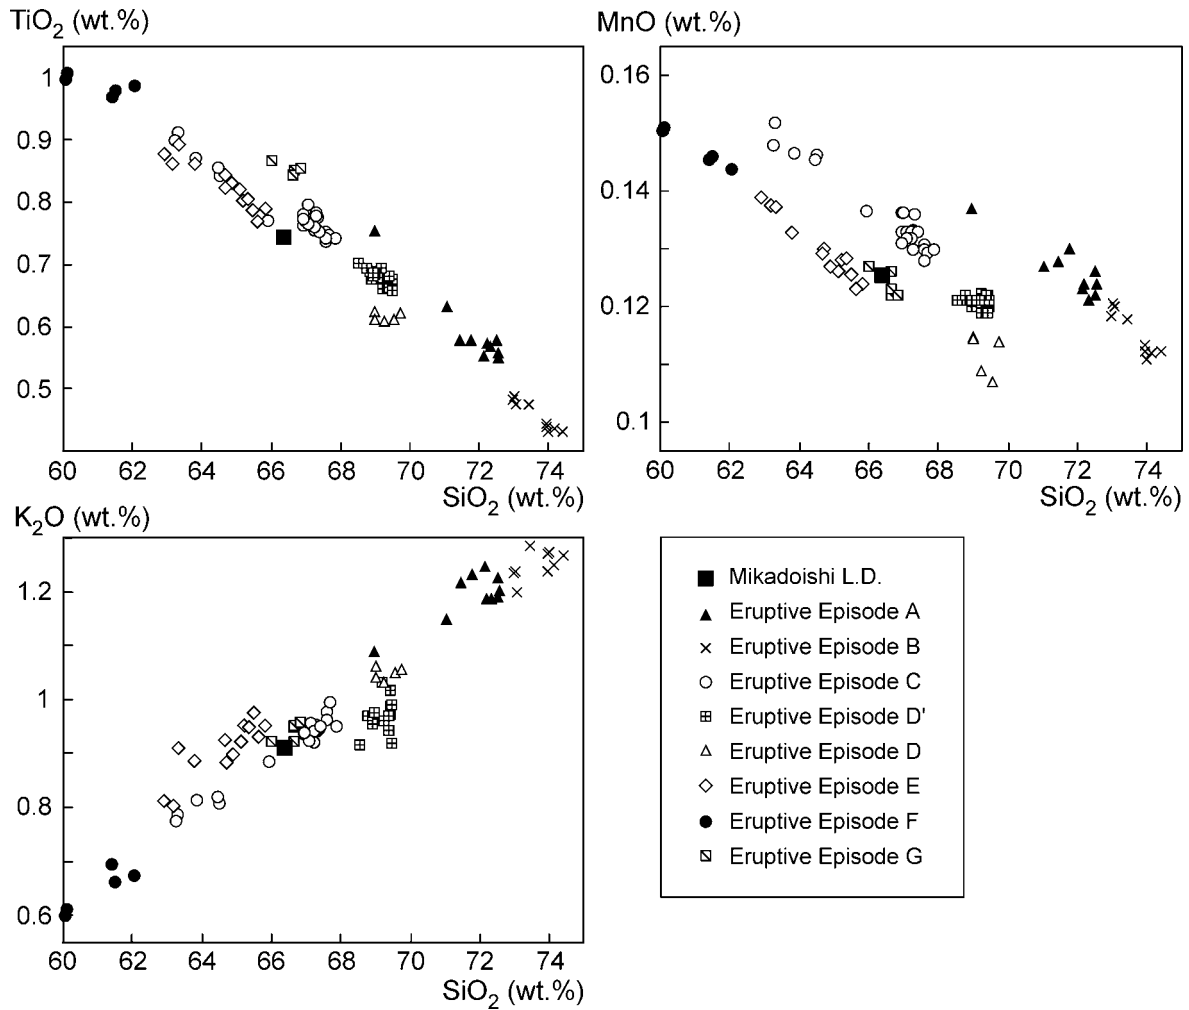 TiO2 (wt.%)
1
0.9
0.8
0.7
0.6
0.5
60 62 64 66 68 70 72 74
SiO2 (wt.%)
MnO (wt.%)
0.16
0.14
0.12
0.1
60 62 64 66 68 70 72 74
SiO2 (wt.%)
K2O (wt.%)
1.2
1
0.8
0.6
60 62 64 66 68 70 72 74
SiO2 (wt.%)
Mikadoishi L.D.
Eruptive Episode A
Eruptive Episode B
Eruptive Episode C
Eruptive Episode D'
Eruptive Episode D
Eruptive Episode E
Eruptive Episode F
Eruptive Episode G